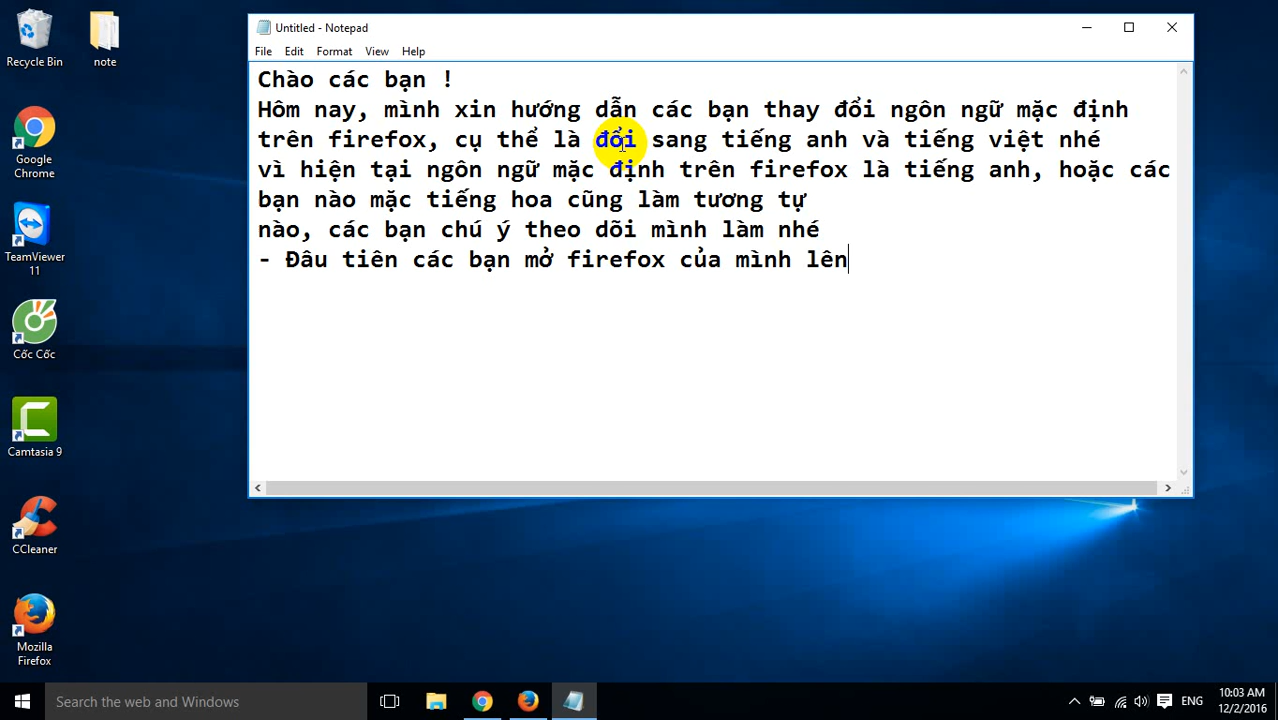 Recycle Bin
note
Google
Chrome
TeamViewer
11
Cốc Cốc
Camtasia 9
CCleaner
Mozilla
Firefox
Untitled - Notepad
File Edit Format View Help
Chào các bạn !
Hôm nay, mình xin hướng dẫn các bạn thay đổi ngôn ngữ mặc định
trên firefox, cụ thể là đổi sang tiếng anh và tiếng việt nhé
vì hiện tại ngôn ngữ mặc định trên firefox là tiếng anh, hoặc các
bạn nào mặc tiếng hoa cũng làm tương tự
nào, các bạn chú ý theo dõi mình làm nhé
- Đâu tiên các bạn mở firefox của mình lên
Search the web and Windows
ENG
10:03 AM
12/2/2016